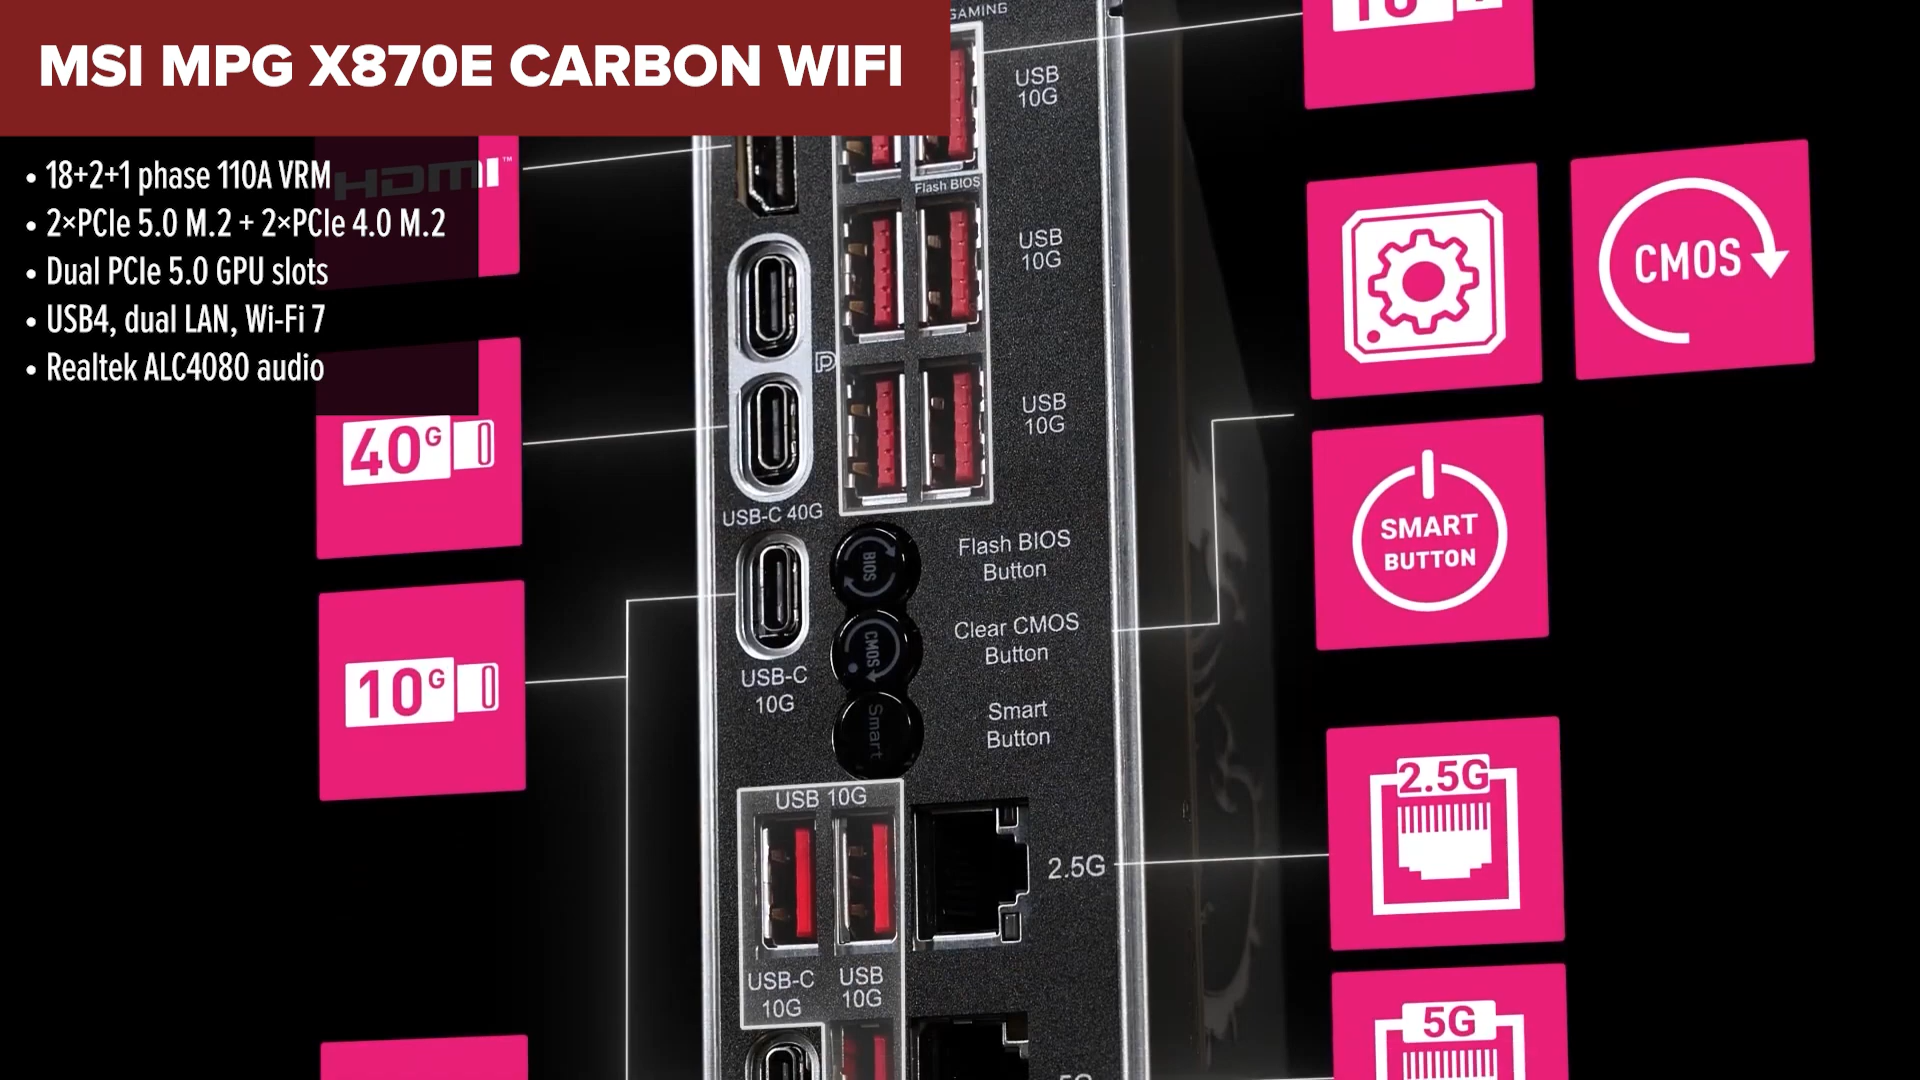 MSI MPG X870E CARBON WIFI
• 18+2+1 phase 110A VRM
• 2×PCIe 5.0 M.2 + 2×PCIe 4.0 M.2
• Dual PCIe 5.0 GPU slots
• USB4, dual LAN, Wi-Fi 7
• Realtek ALC4080 audio
HDMI™
40G
10G
GAMING
USB
10G
Flash BIOS
USB
10G
USB
10G
USB-C 40G
BIOS
Flash BIOS
Button
USB-C
10G
CMOS
Clear CMOS
Button
Smart
Smart
Button
USB 10G
2.5G
USB-C
10G
USB
10G
CMOS
SMART
BUTTON
2.5G
5G